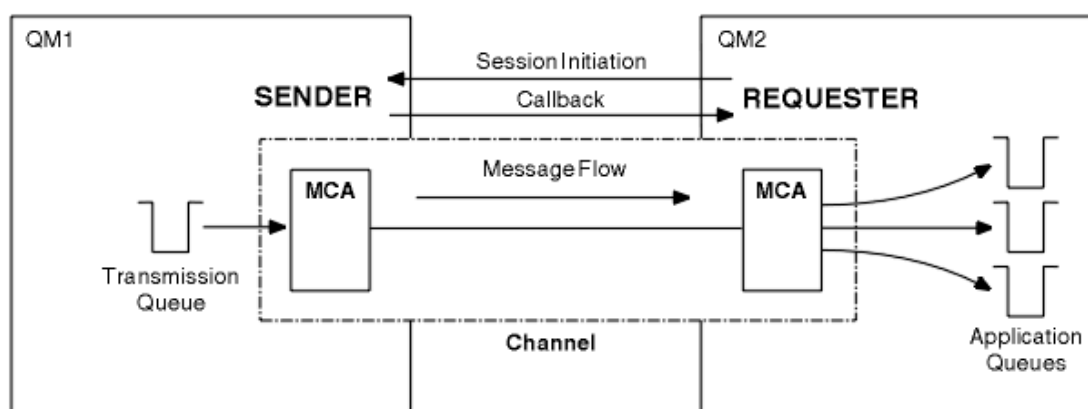 QM1
QM2
Session Initiation
SENDER
Callback
REQUESTER
MCA
Message Flow
MCA
Transmission
Queue
Channel
Application
Queues